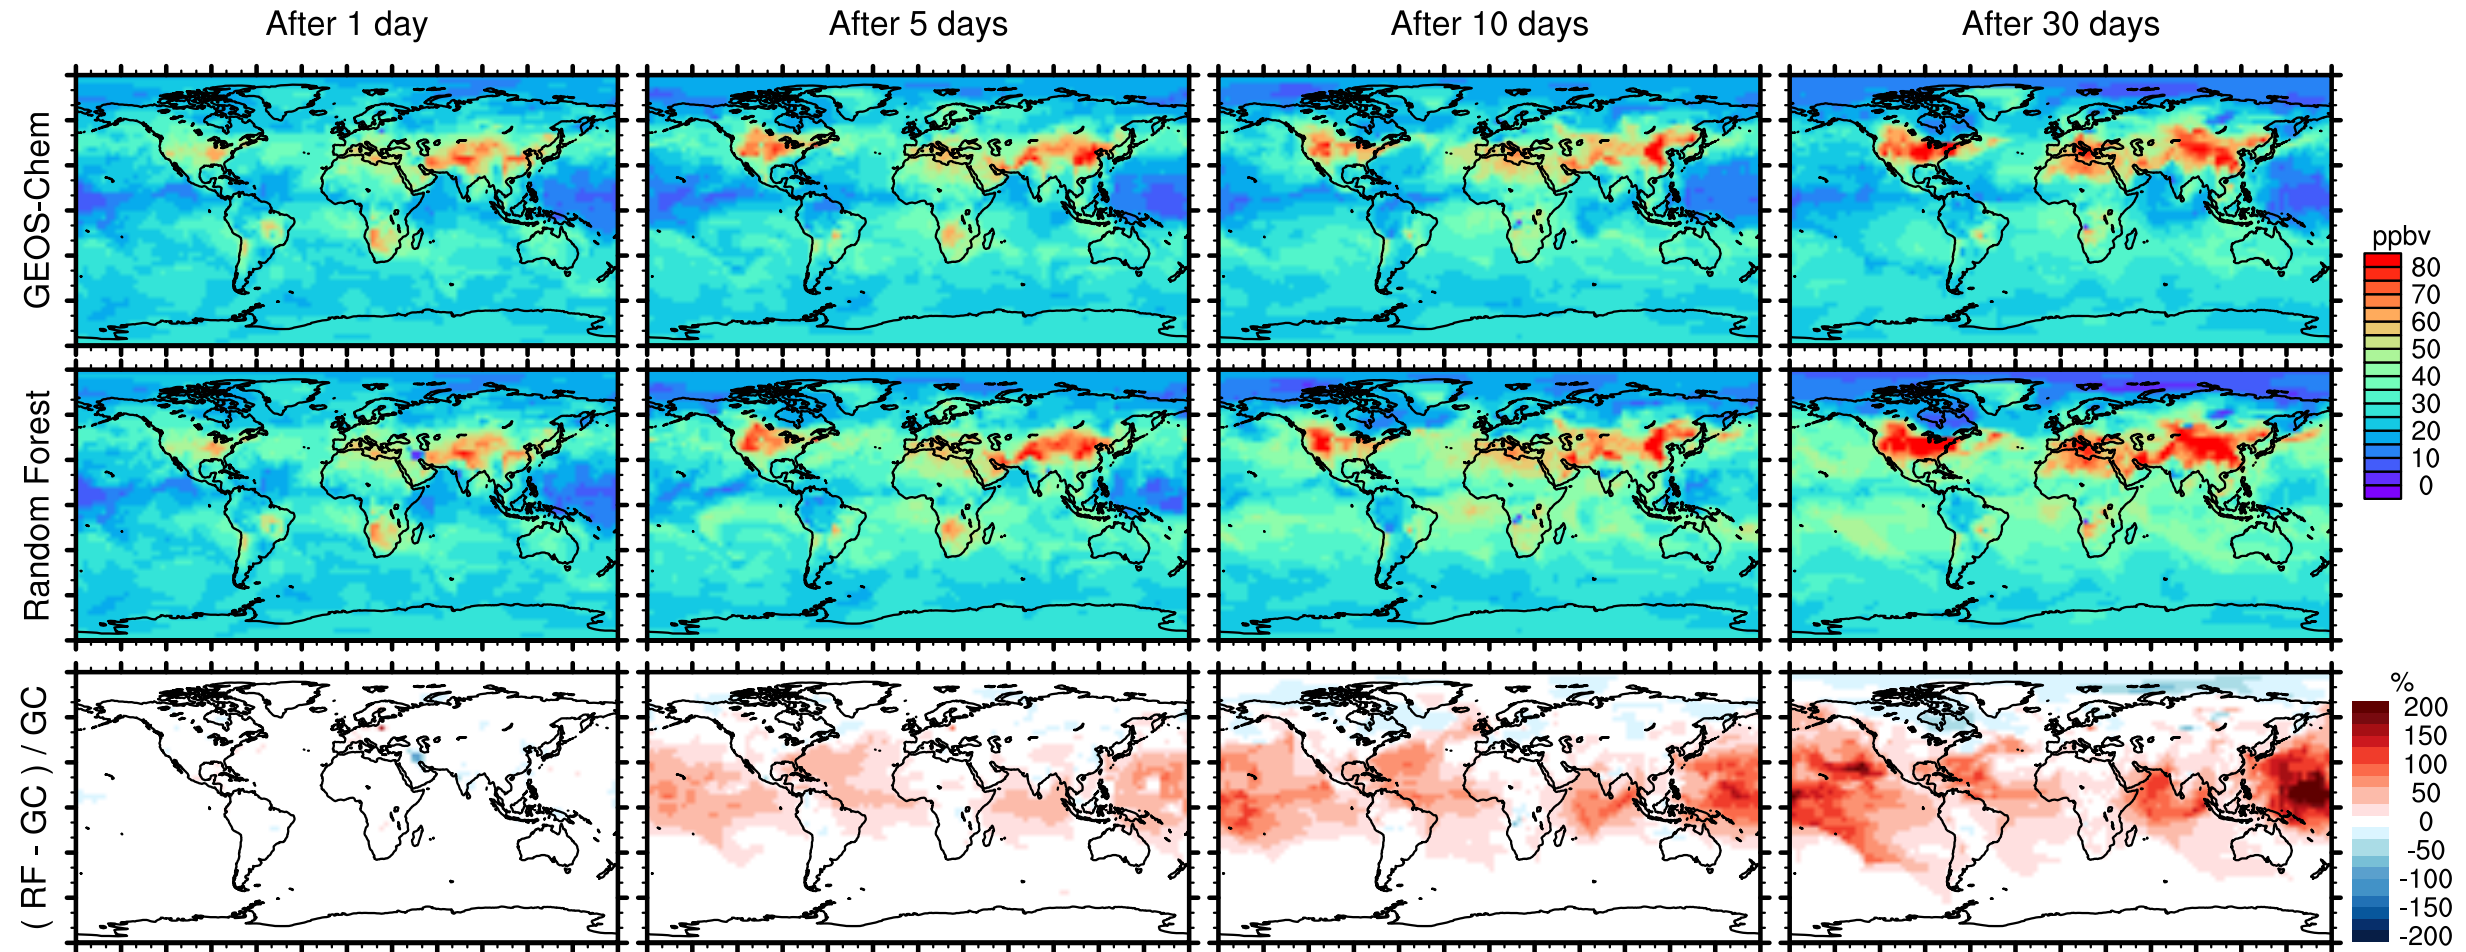 After 1 day
After 5 days
After 10 days
After 30 days
GEOS-Chem
ppbv
80
70
60
50
40
30
20
10
0
Random Forest
( RF - GC ) / GC
%
200
150
100
50
0
-50
-100
-150
-200